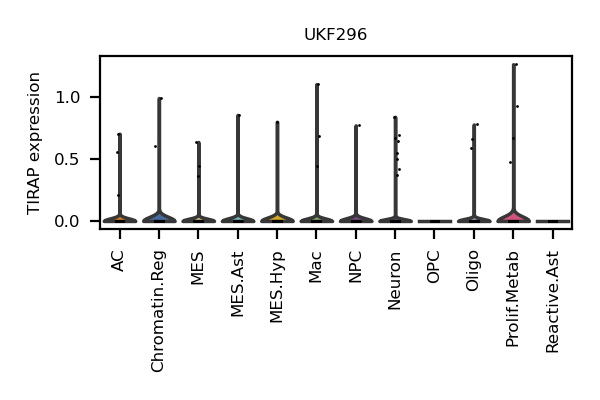 UKF296
TIRAP expression
1.0
0.5
0.0
AC
Chromatin.Reg
MES
MES.Ast
MES.Hyp
Mac
NPC
Neuron
OPC
Oligo
Prolif.Metab
Reactive.Ast